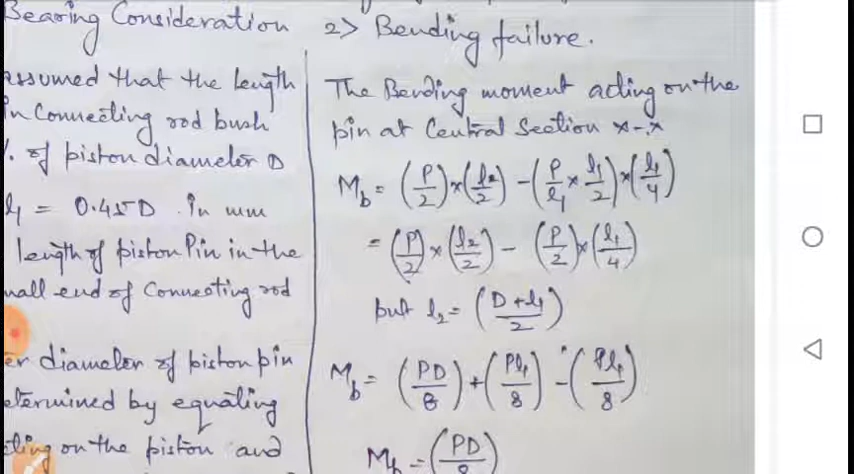 Bearing Consideration
assumed that the length
in Connecting rod bush
%. of piston diameter D
l1 = 0.45D. In mm
length of piston Pin in the
mall end of Connecting rod
er diameter of piston pin
etermined by equating
cting on the piston and
2> Bending failure.
The Bending moment acting on the
pin at Central Section x-x
Mb = (P/2) × (l2/2) - (P/l1 × l1/2) × (l1/4)
= (P/2) × (l2/2) - (P/2) × (l1/4)
put l2 = (D+l1/2)
Mb = (PD/8) + (Pl1/8) - (Pl1/8)
Mb = (PD/8)